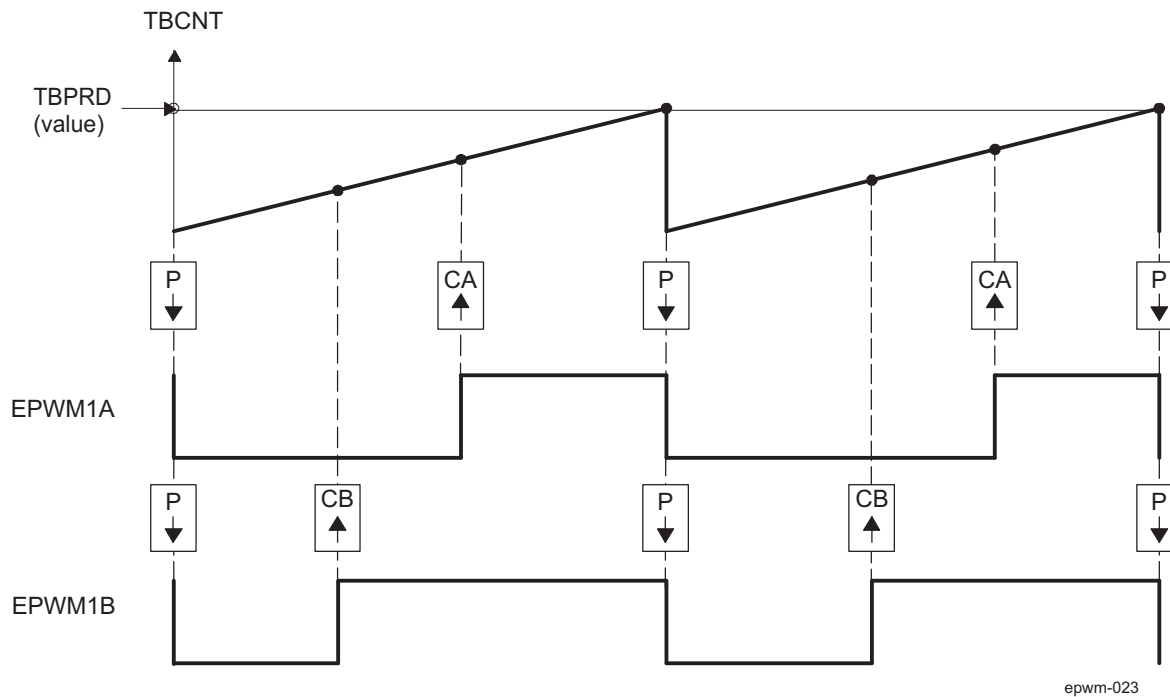 TBCNT
TBPRD
(value)
P
CA
P
CA
P
EPWM1A
P
CB
P
CB
P
EPWM1B
epwm-023